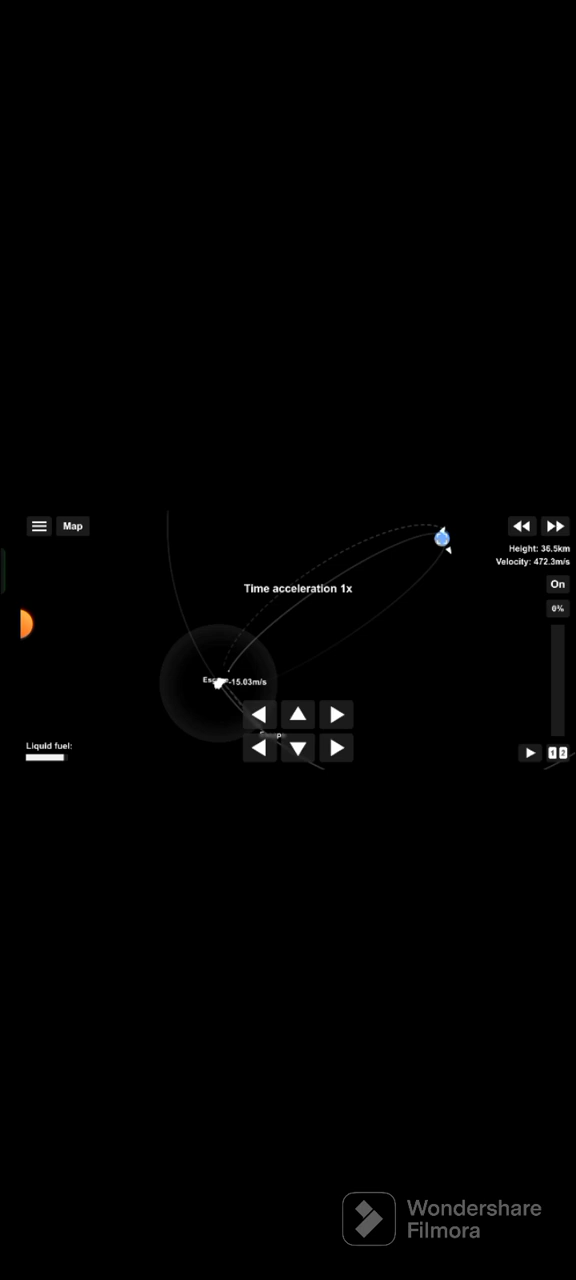 Map
Height: 36.5km
Velocity: 472.3m/s
On
Time acceleration 1x
0%
-15.03m/s
Liquid fuel:
1 2
Wondershare
Filmora